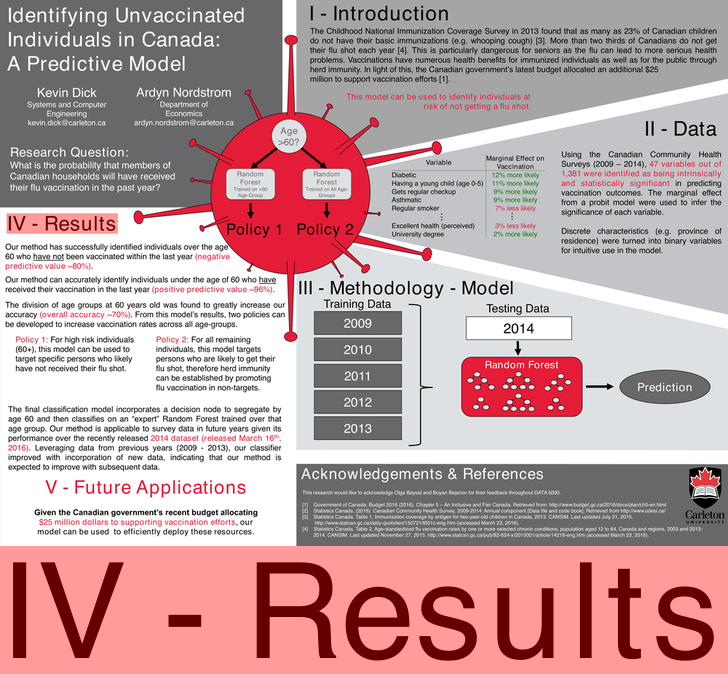 Identifying Unvaccinated
Individuals in Canada:
A Predictive Model
Kevin Dick
Systems and Computer
Engineering
kevin.dick@carleton.ca
Ardyn Nordstrom
Department of
Economics
ardyn.nordstrom@carleton.ca
Research Question:
What is the probability that members of
Canadian households will have received
their flu vaccination in the past year?
I - Introduction
The Childhood National Immunization Coverage Survey in 2013 found that as many as 23% of Canadian children
do not have their basic immunizations (e.g. whooping cough) [3]. More than two thirds of Canadians do not get
their flu shot each year [4]. This is particularly dangerous for seniors as the flu can lead to more serious health
problems. Vaccinations have numerous health benefits for immunized individuals as well as for the public through
herd immunity. In light of this, the Canadian government's latest budget allocated an additional $25
million to support vaccination efforts [1].
This model can be used to identify individuals at
risk of not getting a flu shot.
Age
>60?
Random
Forest
Trained on +60
Age-Group
Random
Forest
Trained on All Age-
Groups
Policy 1
Policy 2
II - Data
Variable
Marginal Effect on
Vaccination
Diabetic 12% more likely
Having a young child (age 0-5) 11% more likely
Gets regular checkup 9% more likely
Asthmatic 9% more likely
Regular smoker 7% less likely
Excellent health (perceived) 3% less likely
University degree 2% more likely
Using the Canadian Community Health
Surveys (2009 – 2014), 47 variables out of
1,381 were identified as being intrinsically
and statistically significant in predicting
vaccination outcomes. The marginal effect
from a probit model were used to infer the
significance of each variable.
Discrete characteristics (e.g. province of
residence) were turned into binary variables
for intuitive use in the model.
III - Methodology - Model
Training Data
2009
2010
2011
2012
2013
Testing Data
2014
Random Forest
Prediction
IV - Results
Our method has successfully identified individuals over the age
60 who have not been vaccinated within the last year (negative
predictive value ~80%).
Our method can accurately identify individuals under the age of 60 who have
received their vaccination in the last year (positive predictive value ~96%).
The division of age groups at 60 years old was found to greatly increase our
accuracy (overall accuracy ~70%). From this model's results, two policies can
be developed to increase vaccination rates across all age-groups.
Policy 1: For high risk individuals
(60+), this model can be used to
target specific persons who likely
have not received their flu shot.
Policy 2: For all remaining
individuals, this model targets
persons who are likely to get their
flu shot, therefore herd immunity
can be established by promoting
flu vaccination in non-targets.
The final classification model incorporates a decision node to segregate by
age 60 and then classifies on an "expert" Random Forest trained over that
age group. Our method is applicable to survey data in future years given its
performance over the recently released 2014 dataset (released March 16th,
2016). Leveraging data from previous years (2009 - 2013), our classifier
improved with incorporation of new data, indicating that our method is
expected to improve with subsequent data.
V - Future Applications
Given the Canadian government's recent budget allocating
$25 million dollars to supporting vaccination efforts, our
model can be used to efficiently deploy these resources.
Acknowledgements & References
This research would like to acknowledge Olga Baysal and Boyan Bejanov for their feedback throughout DATA 5000.
[1] Government of Canada: Budget 2016 (2016). Chapter 5 – An Inclusive and Fair Canada. Retrieved from: http://www.budget.gc.ca/2016/docs/plan/ch5-en.html
[2] Statistics Canada. (2016). Canadian Community Health Survey, 2009-2014: Annual component [Data file and code book]. Retrieved from http://www.odesi.ca/
[3] Statistics Canada. Table 1, Immunization coverage by antigen for two-year-old children in Canada, 2013. CANSIM. Last updated July 21, 2015.
http://www.statcan.gc.ca/daily-quotidien/150721/t001c-eng.htm (accessed March 23, 2016).
[4] Statistics Canada. Table 2, Age-standardized flu vaccination rates by one or more selected chronic conditions, population aged 12 to 64, Canada and regions, 2003 and 2013-
2014. CANSIM. Last updated November 27, 2015. http://www.statcan.gc.ca/pub/82-624-x/2015001/article/14218-eng.htm (accessed March 23, 2016).
Carleton
UNIVERSITY
IV - Results